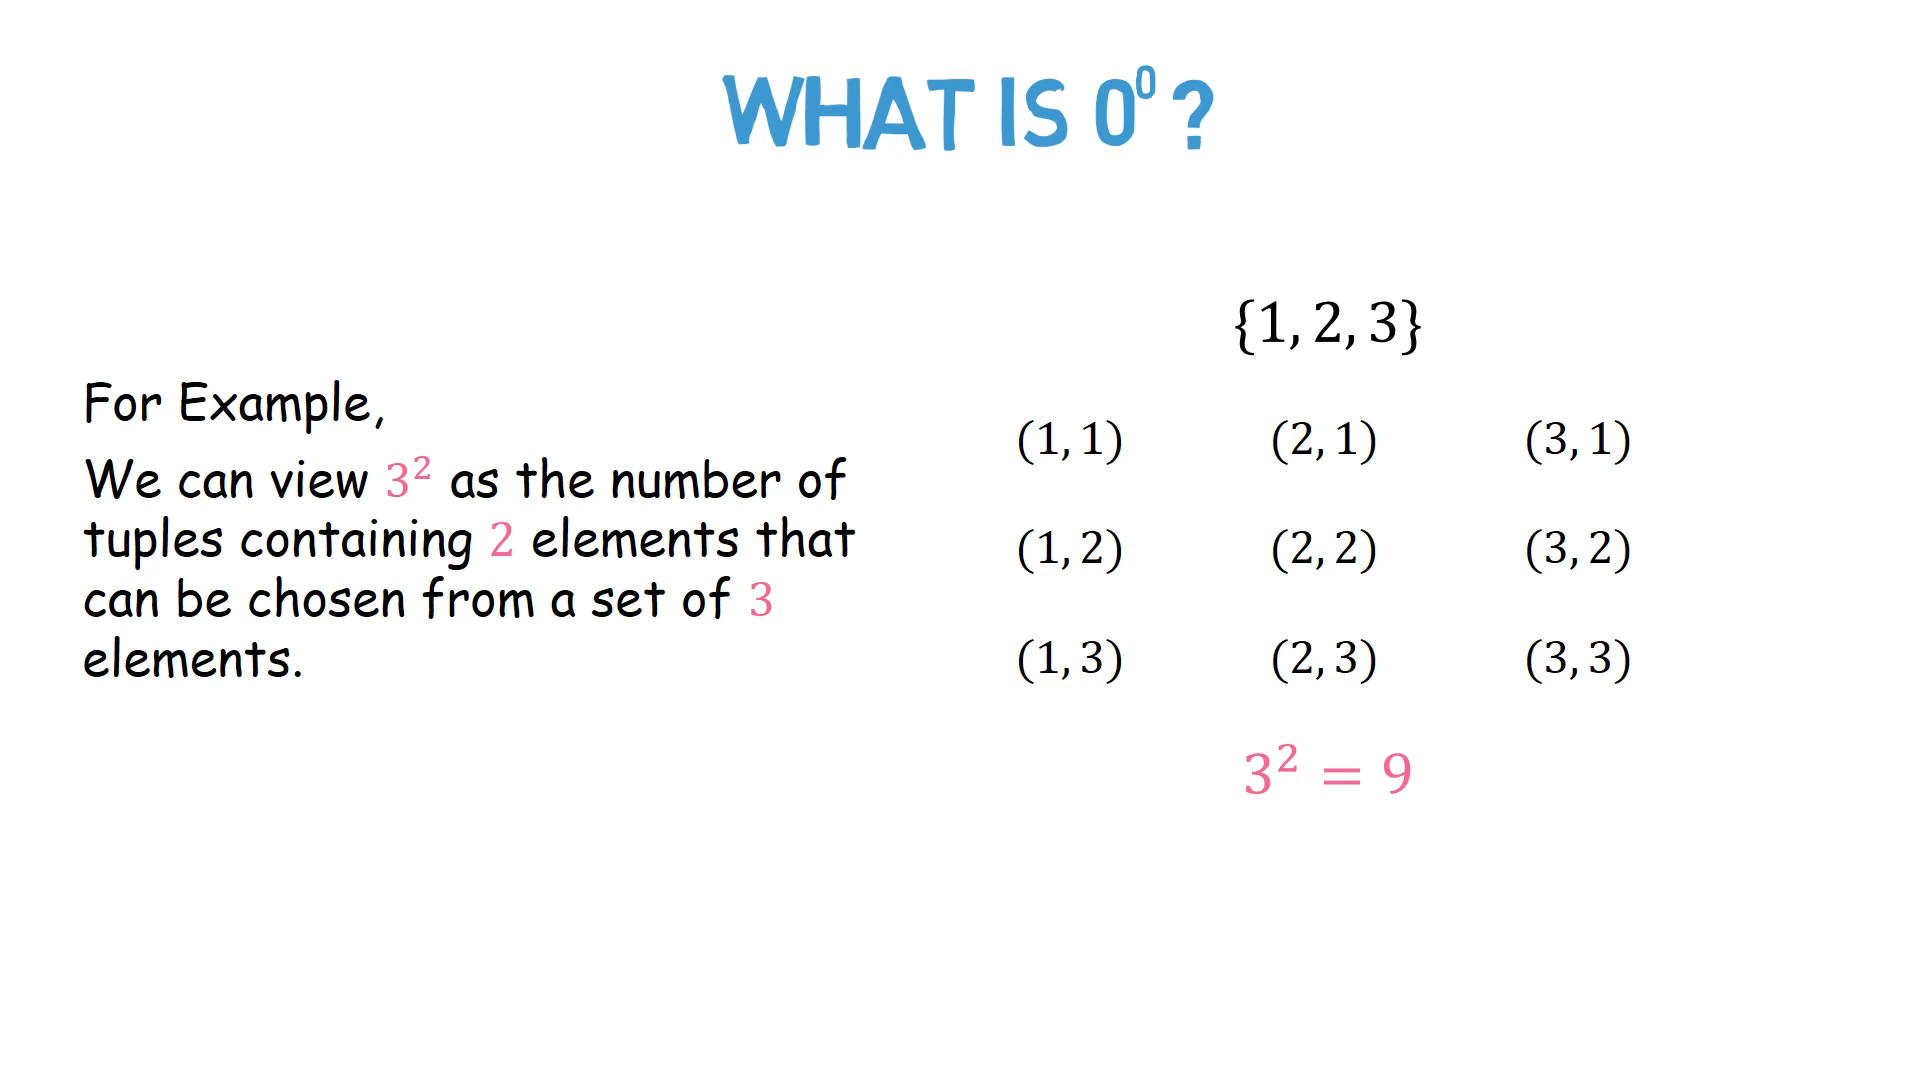 WHAT IS 0⁰ ?
{1, 2, 3}
For Example,
We can view 3² as the number of
tuples containing 2 elements that
can be chosen from a set of 3
elements.
(1, 1) (2, 1) (3, 1)
(1, 2) (2, 2) (3, 2)
(1, 3) (2, 3) (3, 3)
3² = 9